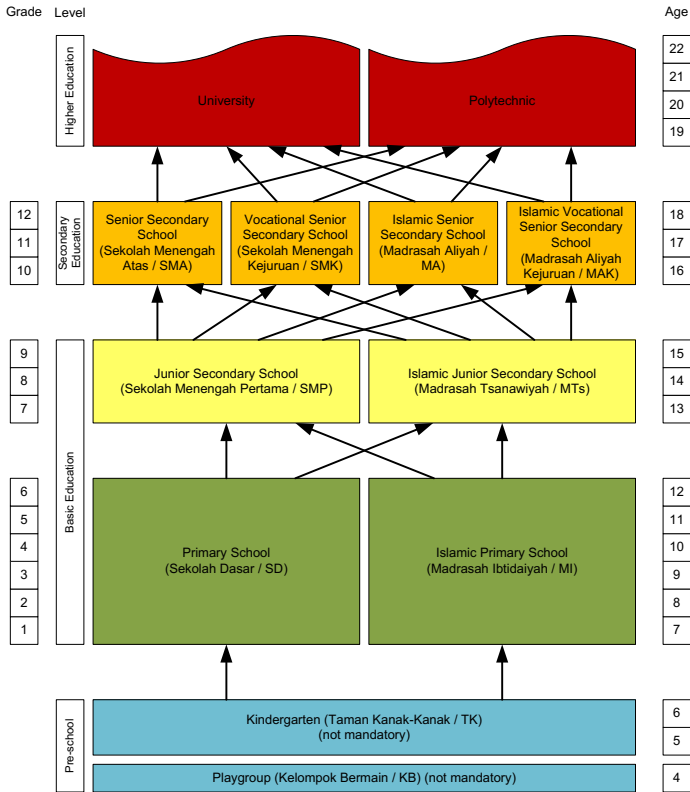 Grade
Level
Age
Higher Education
University
Polytechnic
22
21
20
19
12
11
10
Secondary
Education
Senior Secondary
School
(Sekolah Menengah
Atas / SMA)
Vocational Senior
Secondary School
(Sekolah Menengah
Kejuruan / SMK)
Islamic Senior
Secondary School
(Madrasah Aliyah /
MA)
Islamic Vocational
Senior Secondary
School
(Madrasah Aliyah
Kejuruan / MAK)
18
17
16
9
8
7
Basic Education
Junior Secondary School
(Sekolah Menengah Pertama / SMP)
Islamic Junior Secondary School
(Madrasah Tsanawiyah / MTs)
15
14
13
6
5
4
3
2
1
Primary School
(Sekolah Dasar / SD)
Islamic Primary School
(Madrasah Ibtidaiyah / MI)
12
11
10
9
8
7
Pre-school
Kindergarten (Taman Kanak-Kanak / TK)
(not mandatory)
6
5
Playgroup (Kelompok Bermain / KB) (not mandatory)
4